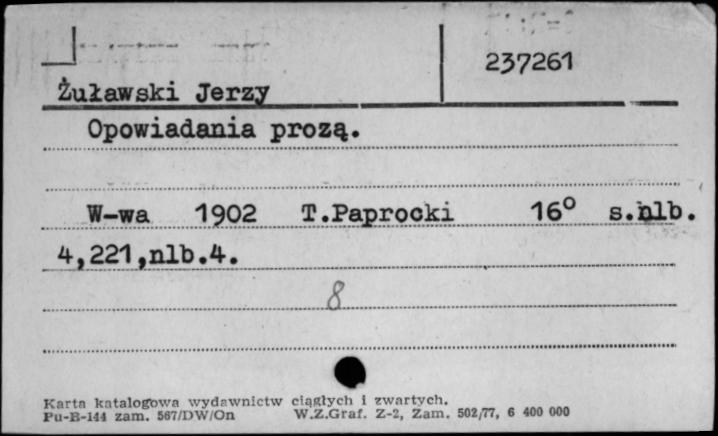 237261
Żuławski Jerzy
Opowiadania prozą.
W-wa 1902 T.Paprocki 16° s.nlb.
4,221,nlb.4.
8
Karta katalogowa wydawnictw ciągłych i zwartych.
Pu-B-144 zam. 567/DW/On W.Z.Graf. Z-2, Zam. 502/77, 6 400 000